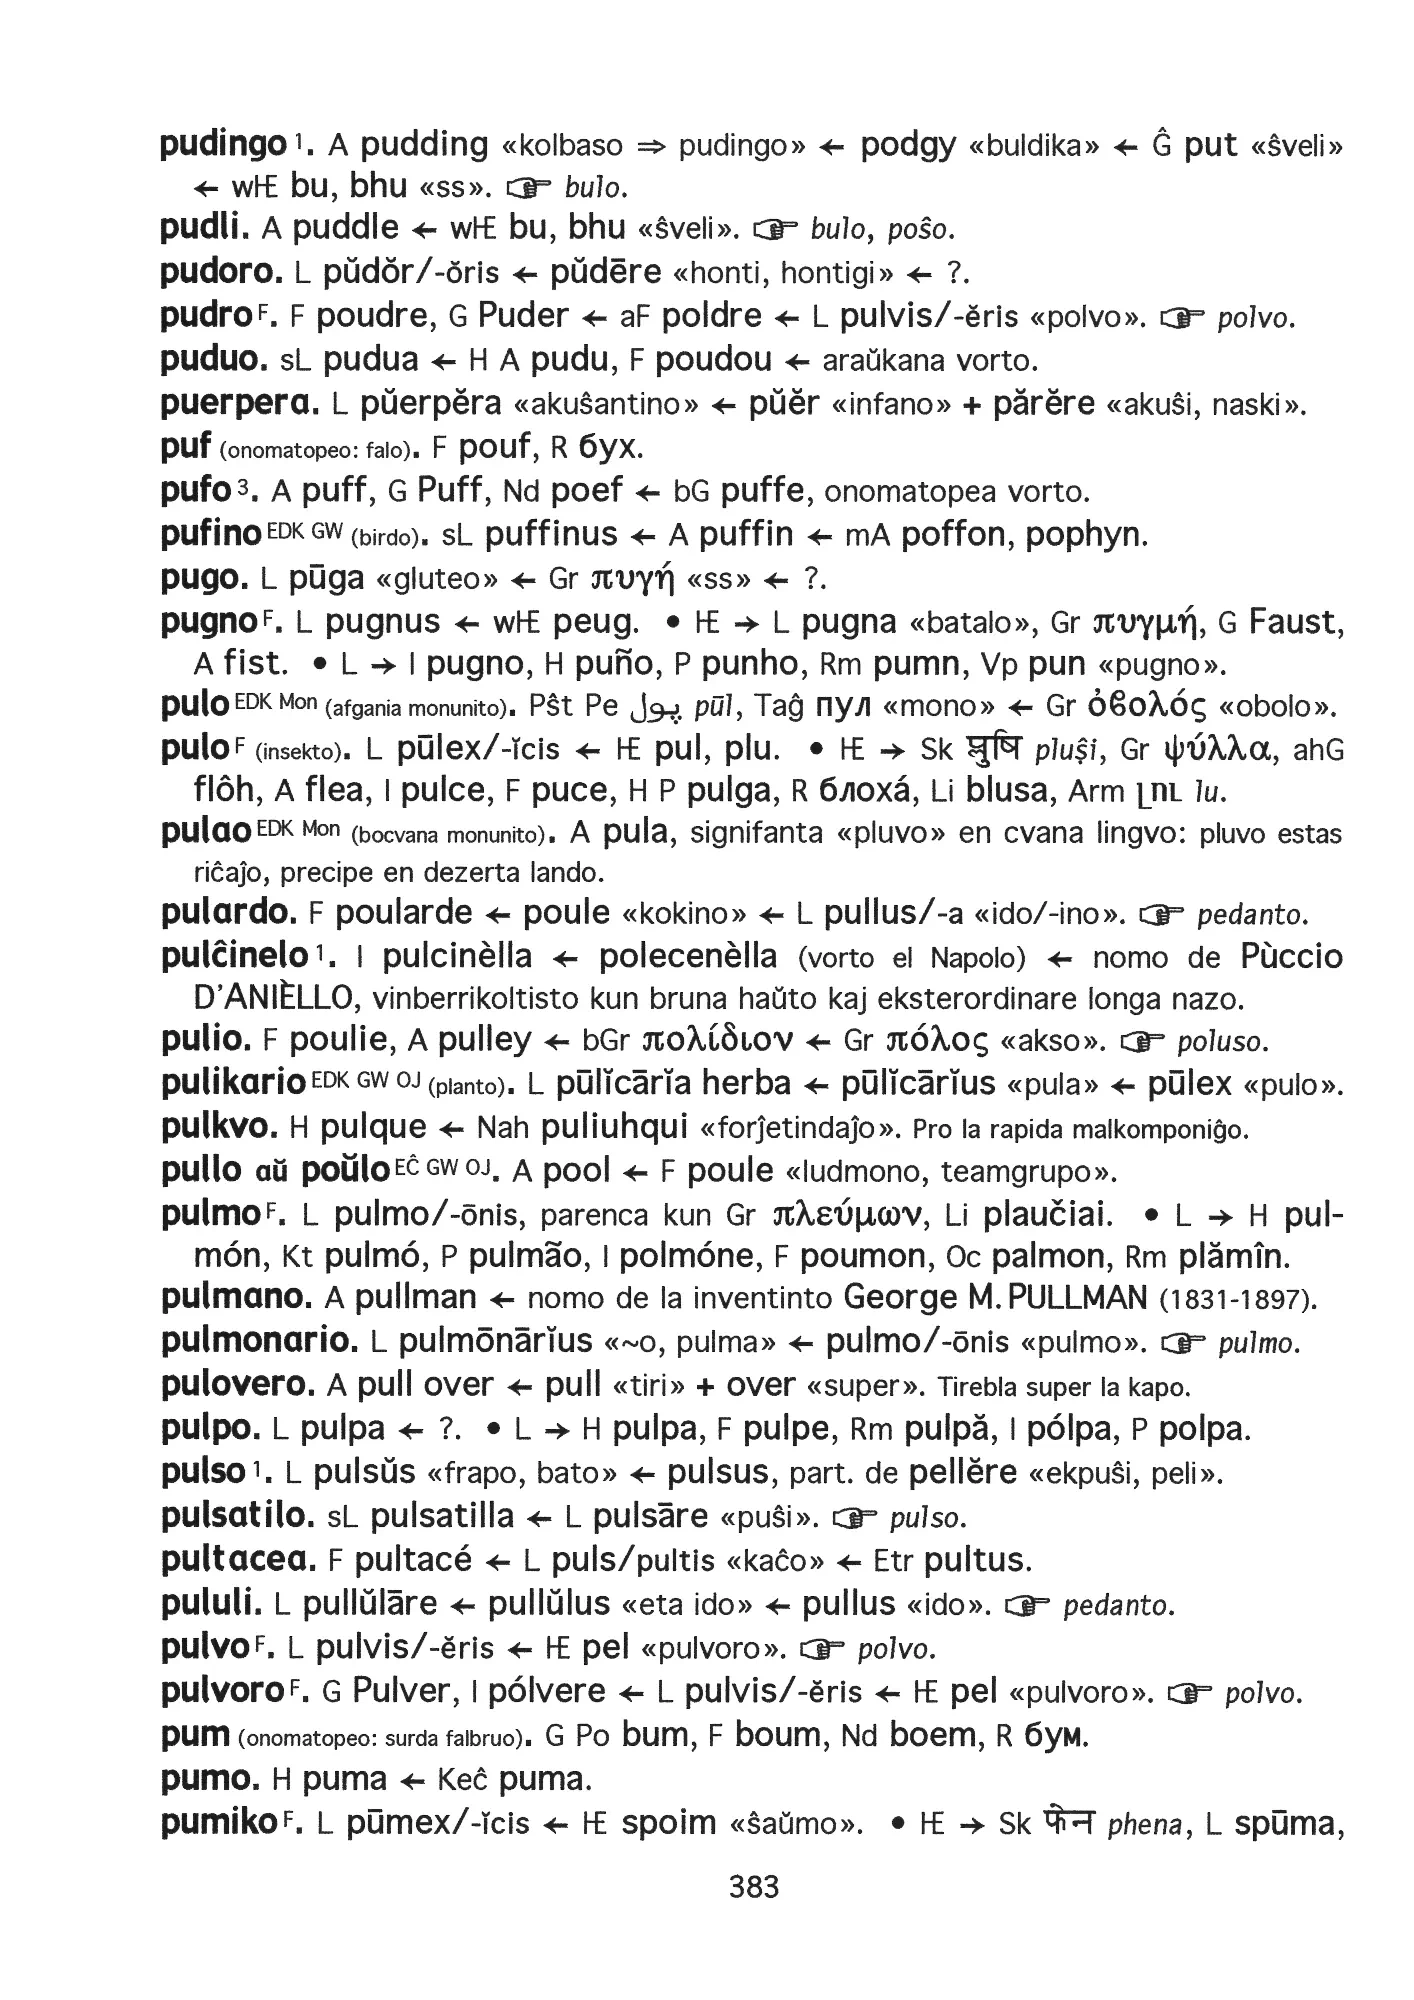 pudingo 1. A pudding «kolbaso ⇒ pudingo» ← podgy «buldika» ← Ĝ put «ŝveli»
← wIE bu, bhu «ss». ☞ bulo.
pudli. A puddle ← wIE bu, bhu «ŝveli». ☞ bulo, poŝo.
pudoro. L pŭdŏr/-ŏris ← pŭdēre «honti, hontigi» ← ?.
pudro F. F poudre, G Puder ← aF poldre ← L pulvis/-ĕris «polvo». ☞ polvo.
puduo. sL pudua ← H A pudu, F poudou ← araŭkana vorto.
puerpera. L pŭerpĕra «akuŝantino» ← pŭĕr «infano» + părĕre «akuŝi, naski».
puf (onomatopeo: falo). F pouf, R бух.
pufo 3. A puff, G Puff, Nd poef ← bG puffe, onomatopea vorto.
pufino EDK GW (birdo). sL puffinus ← A puffin ← mA poffon, pophyn.
pugo. L pūga «gluteo» ← Gr πυγή «ss» ← ?.
pugno F. L pugnus ← wIE peug. • IE → L pugna «batalo», Gr πυγμή, G Faust,
A fist. • L → I pugno, H puño, P punho, Rm pumn, Vp pun «pugno».
pulo EDK Mon (afgania monunito). Pŝt Pe پول pūl, Taĝ пул «mono» ← Gr ὀϐολός «obolo».
pulo F (insekto). L pūlex/-ĭcis ← IE pul, plu. • IE → Sk प्लुषि pluṣi, Gr ψύλλα, ahG
flôh, A flea, I pulce, F puce, H P pulga, R блоха́, Li blusa, Arm լու lu.
pulao EDK Mon (bocvana monunito). A pula, signifanta «pluvo» en cvana lingvo: pluvo estas
riĉaĵo, precipe en dezerta lando.
pulardo. F poularde ← poule «kokino» ← L pullus/-a «ido/-ino». ☞ pedanto.
pulĉinelo 1. I pulcinèlla ← polecenèlla (vorto el Napolo) ← nomo de Pùccio
D'ANIÈLLO, vinberrikoltisto kun bruna haŭto kaj eksterordinare longa nazo.
pulio. F poulie, A pulley ← bGr πολίδιον ← Gr πόλος «akso». ☞ poluso.
pulikario EDK GW OJ (planto). L pūlĭcārĭa herba ← pūlĭcārĭus «pula» ← pūlex «pulo».
pulkvo. H pulque ← Nah puliuhqui «forĵetindaĵo». Pro la rapida malkomponiĝo.
pullo aŭ poŭlo EĈ GW OJ. A pool ← F poule «ludmono, teamgrupo».
pulmo F. L pulmo/-ōnis, parenca kun Gr πλεύμων, Li plaučiai. • L → H pul-
món, Kt pulmó, P pulmão, I polmóne, F poumon, Oc palmon, Rm plămîn.
pulmano. A pullman ← nomo de la inventinto George M. PULLMAN (1831-1897).
pulmonario. L pulmōnārĭus «~o, pulma» ← pulmo/-ōnis «pulmo». ☞ pulmo.
pulovero. A pull over ← pull «tiri» + over «super». Tirebla super la kapo.
pulpo. L pulpa ← ?. • L → H pulpa, F pulpe, Rm pulpă, I pólpa, P polpa.
pulso 1. L pulsŭs «frapo, bato» ← pulsus, part. de pellĕre «ekpuŝi, peli».
pulsatilo. sL pulsatilla ← L pulsāre «puŝi». ☞ pulso.
pultacea. F pultacé ← L puls/pultis «kaĉo» ← Etr pultus.
pululi. L pullŭlāre ← pullŭlus «eta ido» ← pullus «ido». ☞ pedanto.
pulvo F. L pulvis/-ĕris ← IE pel «pulvoro». ☞ polvo.
pulvoro F. G Pulver, I pólvere ← L pulvis/-ĕris ← IE pel «pulvoro». ☞ polvo.
pum (onomatopeo: surda falbruo). G Po bum, F boum, Nd boem, R бум.
pumo. H puma ← Keĉ puma.
pumiko F. L pūmex/-ĭcis ← IE spoim «ŝaŭmo». • IE → Sk फेन phena, L spūma,
383